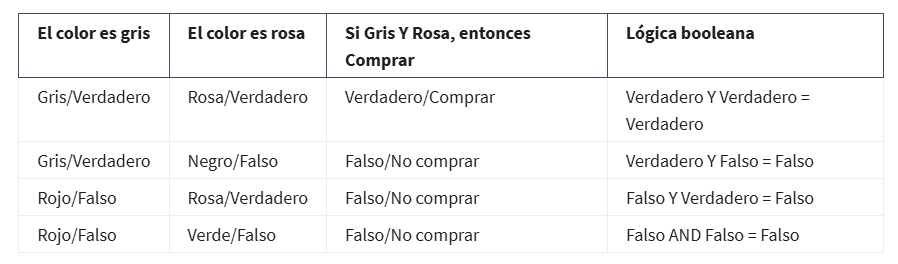 El color es gris El color es rosa Si Gris Y Rosa, entonces Lógica booleana
Comprar
Gris/Verdadero Rosa/Verdadero Verdadero/Comprar Verdadero Y Verdadero =
Verdadero
Gris/Verdadero Negro/Falso Falso/No comprar Verdadero Y Falso = Falso
Rojo/Falso Rosa/Verdadero Falso/No comprar Falso Y Verdadero = Falso
Rojo/Falso Verde/Falso Falso/No comprar Falso AND Falso = Falso